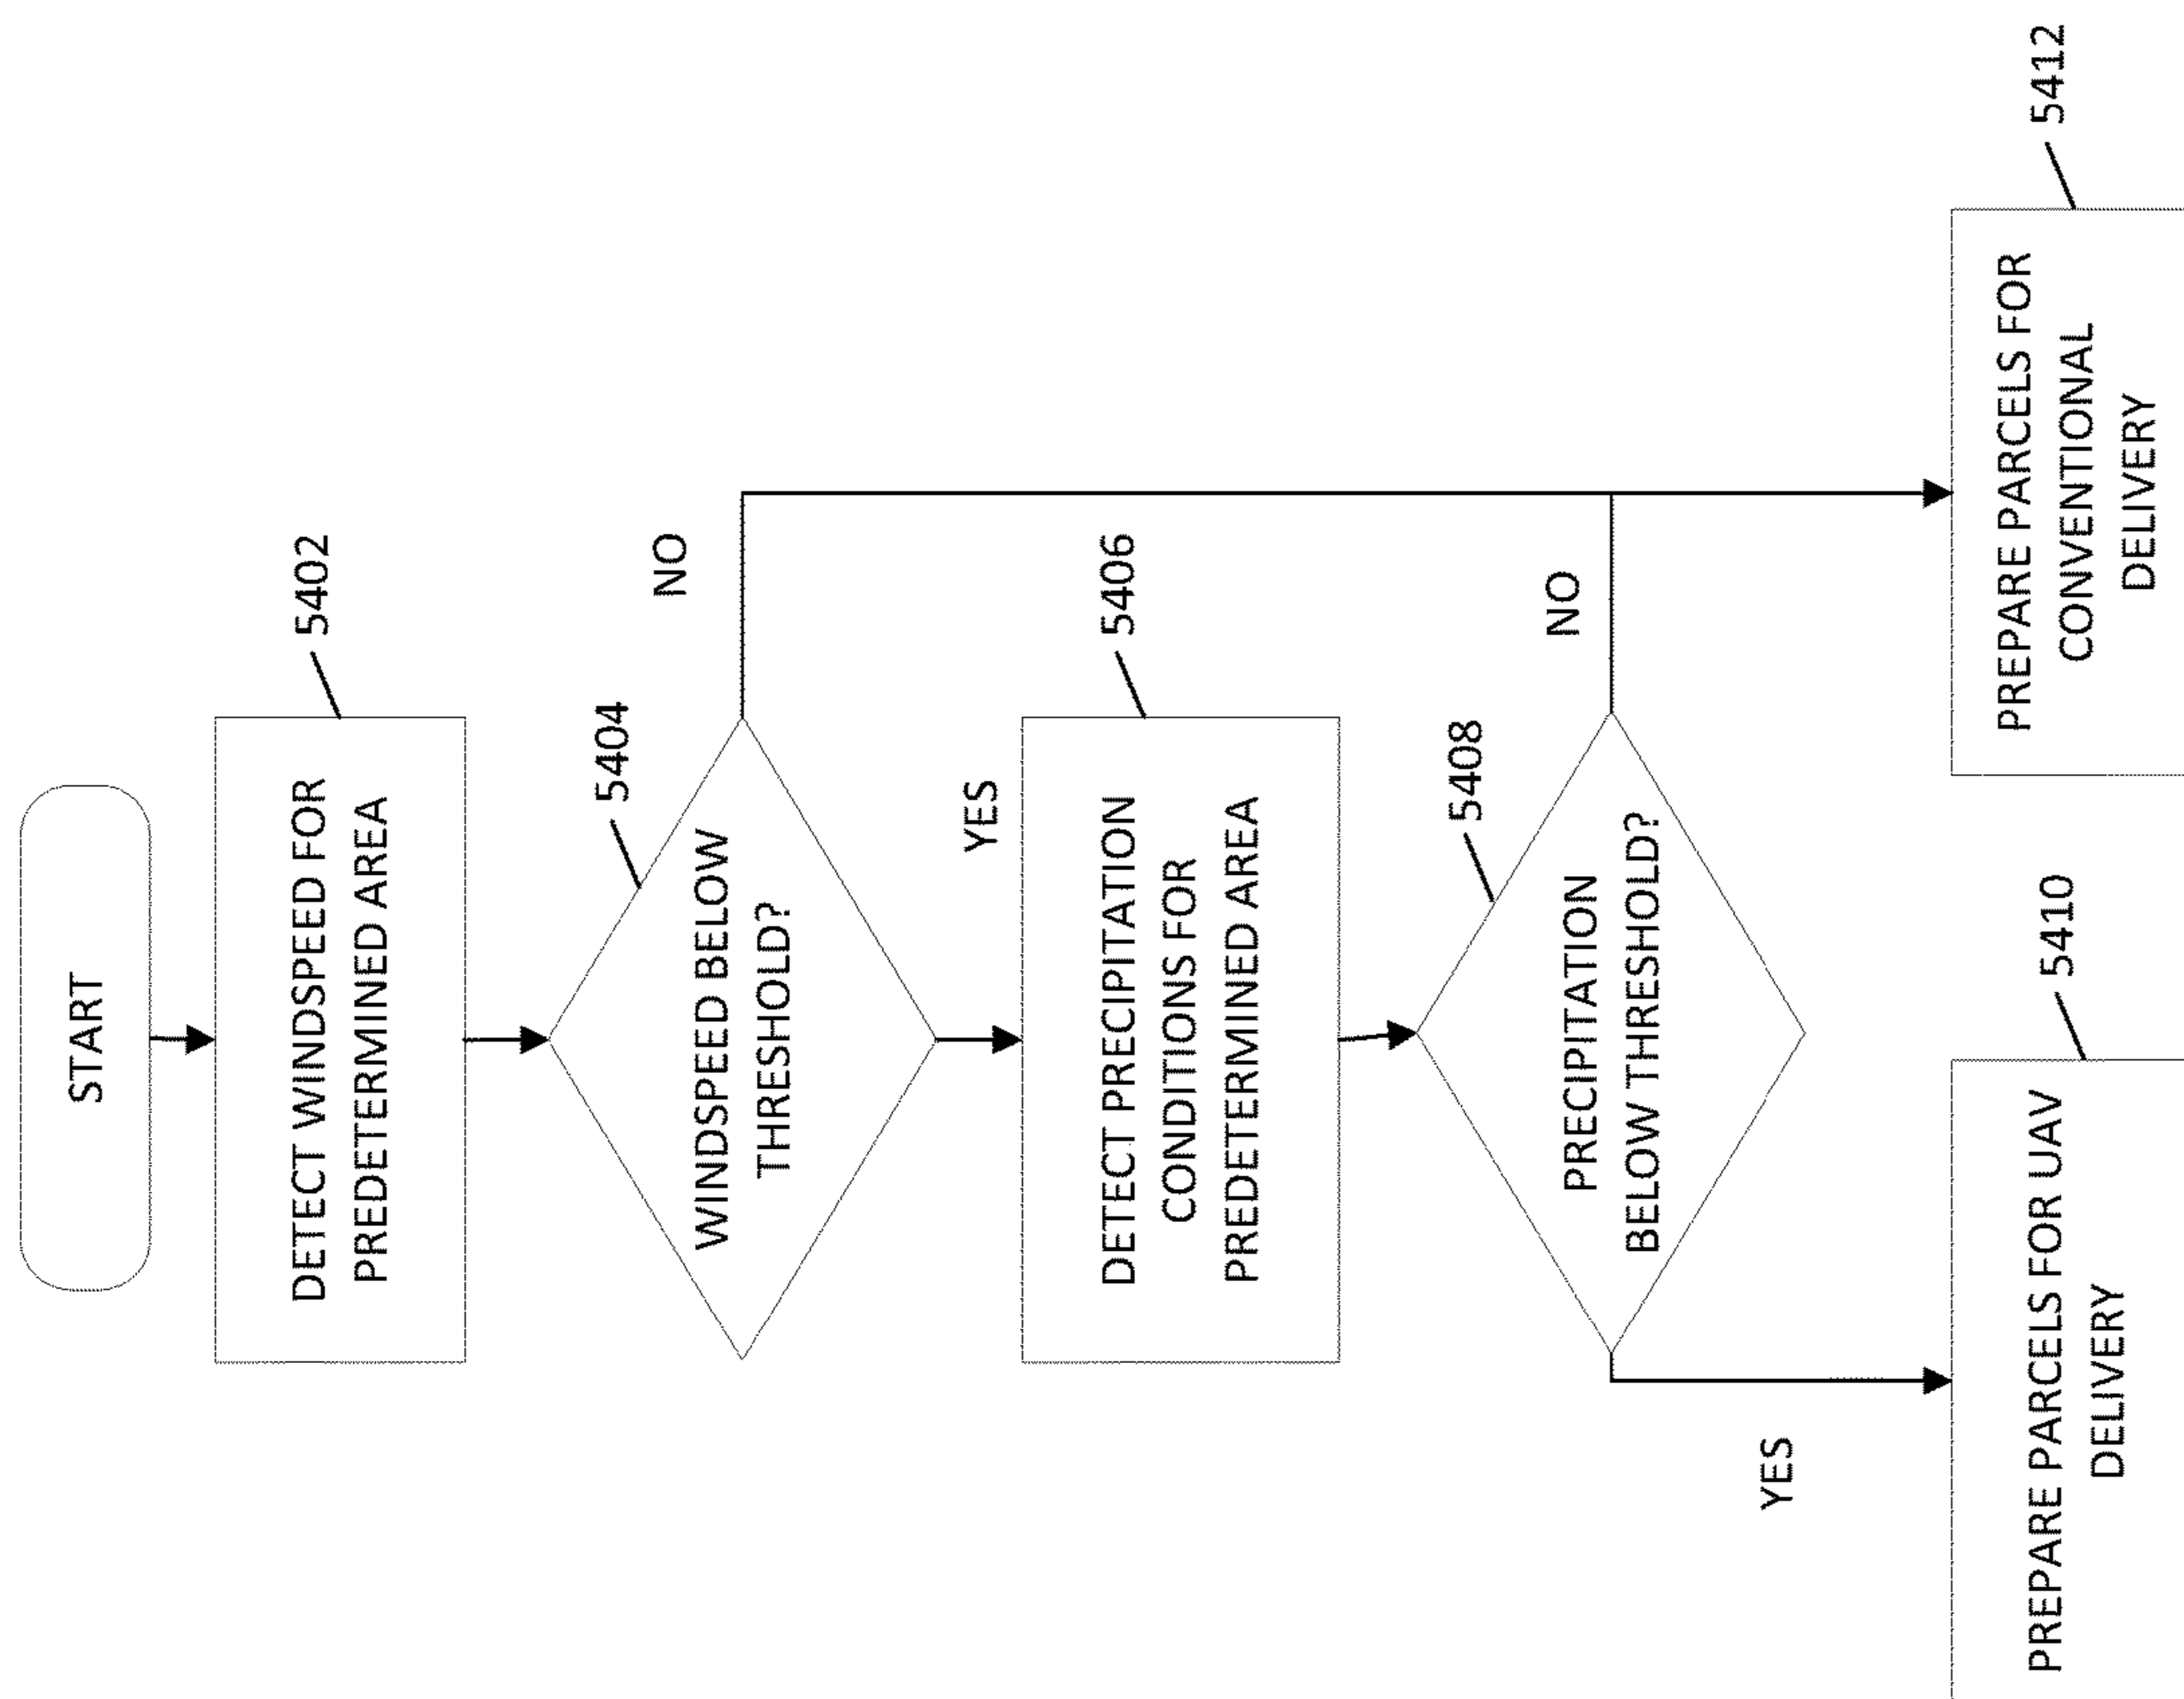 START
DETECT WINDSPEED FOR
PREDETERMINED AREA
5402
WINDSPEED BELOW
THRESHOLD?
5404
NO
YES
DETECT PRECIPITATION
CONDITIONS FOR
PREDETERMINED AREA
5406
PRECIPITATION
BELOW THRESHOLD?
5408
NO
YES
PREPARE PARCELS FOR UAV
DELIVERY
5410
PREPARE PARCELS FOR
CONVENTIONAL
DELIVERY
5412